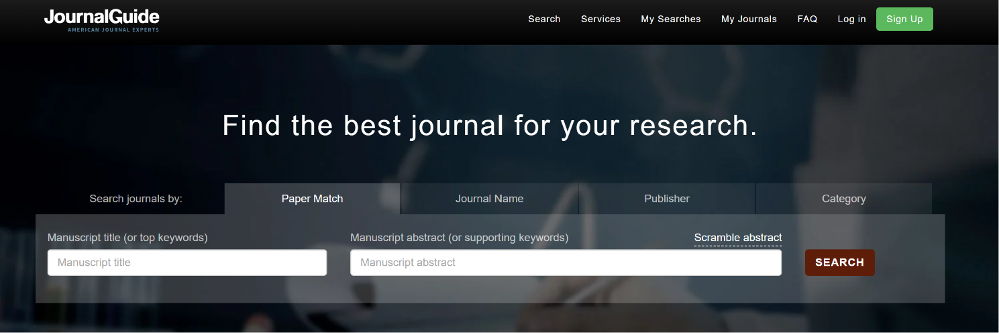 JournalGuide
AMERICAN JOURNAL EXPERTS
Search Services My Searches My Journals FAQ Log in Sign Up
Find the best journal for your research.
Search journals by: Paper Match Journal Name Publisher Category
Manuscript title (or top keywords) Manuscript abstract (or supporting keywords) Scramble abstract
Manuscript title Manuscript abstract SEARCH